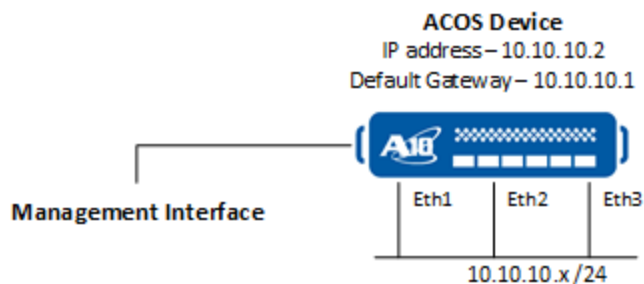 ACOS Device
IP address – 10.10.10.2
Default Gateway – 10.10.10.1
A10
Management Interface
Eth1
Eth2
Eth3
10.10.10.x /24